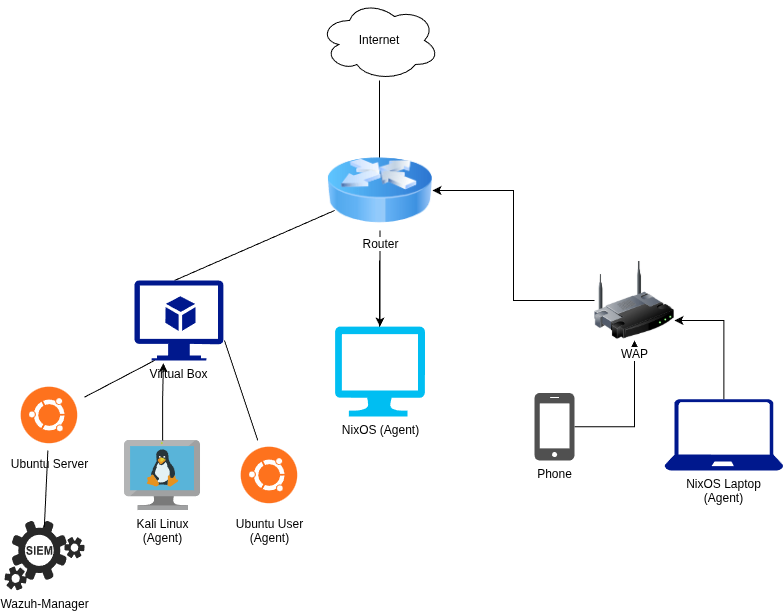 Internet
Router
Virtual Box
WAP
NixOS (Agent)
Ubuntu Server
Phone
NixOS Laptop
(Agent)
Kali Linux
(Agent)
Ubuntu User
(Agent)
SIEM
Wazuh-Manager